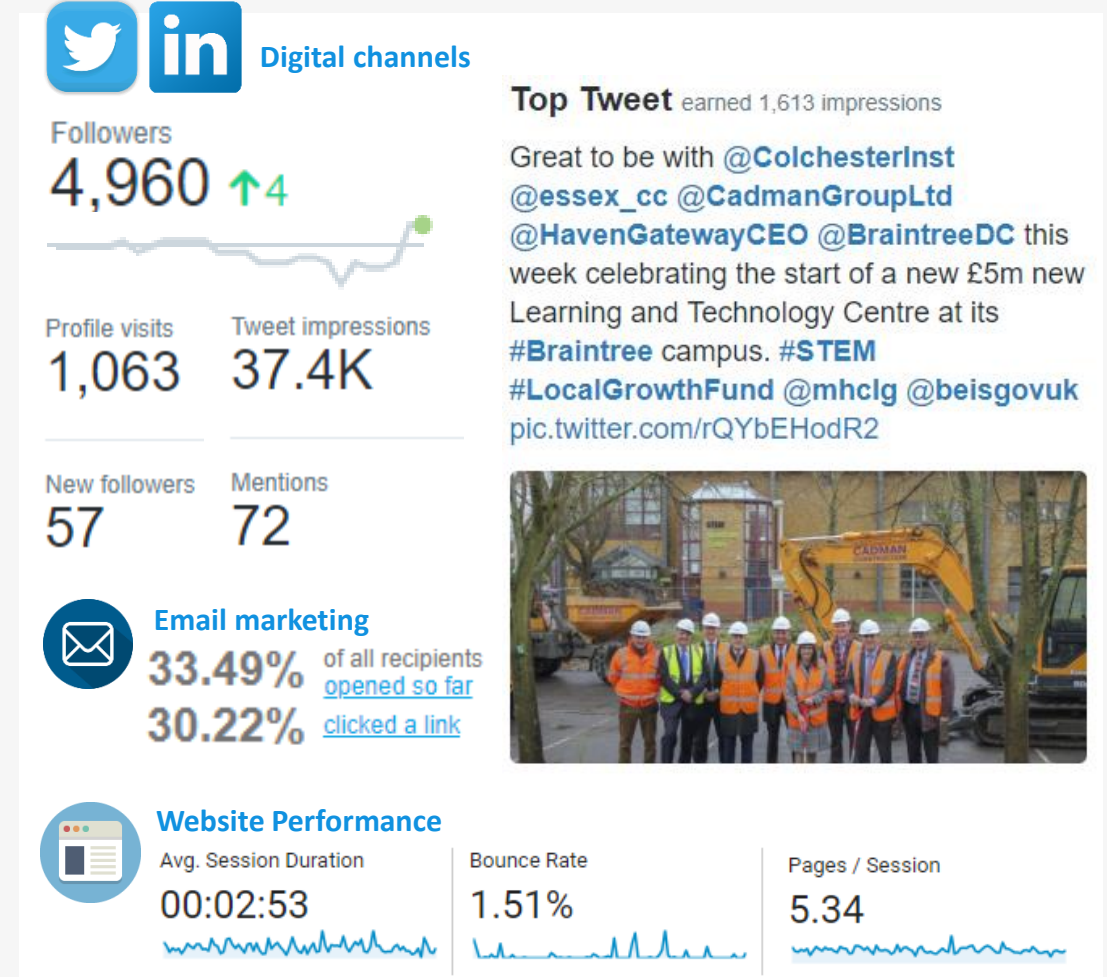 in
Digital channels
Followers
4,960 ↑4
Profile visits
1,063
Tweet impressions
37.4K
New followers
57
Mentions
72
Top Tweet earned 1,613 impressions
Great to be with @ColchesterInst
@essex_cc @CadmanGroupLtd
@HavenGatewayCEO @BraintreeDC this
week celebrating the start of a new £5m new
Learning and Technology Centre at its
#Braintree campus. #STEM
#LocalGrowthFund @mhclg @beisgovuk
pic.twitter.com/rQYbEHodR2
CADMAN
CADMAN
Email marketing
33.49% of all recipients
opened so far
30.22% clicked a link
Website Performance
Avg. Session Duration
00:02:53
Bounce Rate
1.51%
Pages / Session
5.34